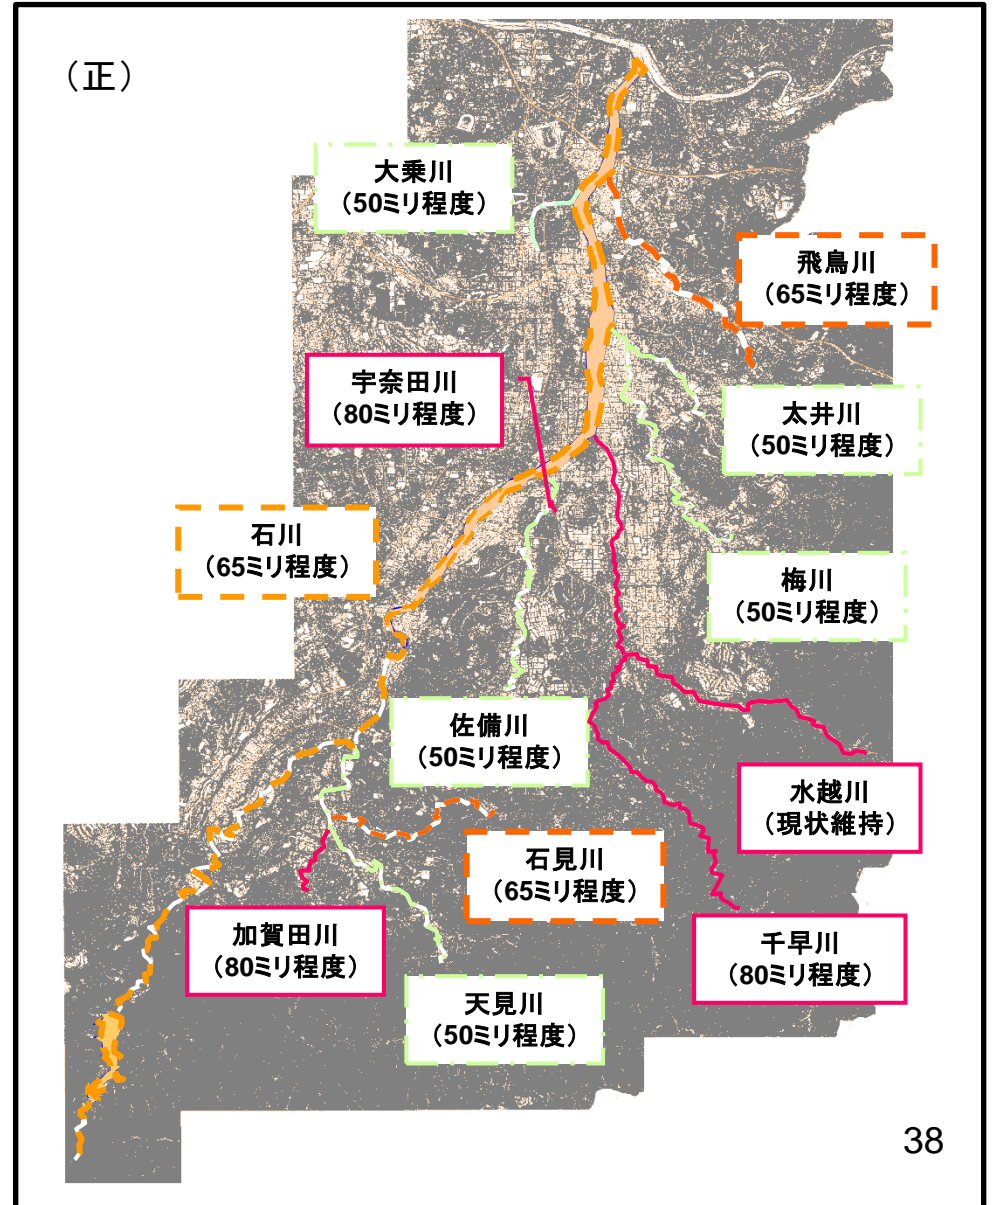 （正）
大乗川
（50ミリ程度）
飛鳥川
（65ミリ程度）
宇奈田川
（80ミリ程度）
太井川
（50ミリ程度）
石川
（65ミリ程度）
梅川
（50ミリ程度）
佐備川
（50ミリ程度）
水越川
（現状維持）
石見川
（65ミリ程度）
加賀田川
（80ミリ程度）
千早川
（80ミリ程度）
天見川
（50ミリ程度）
38